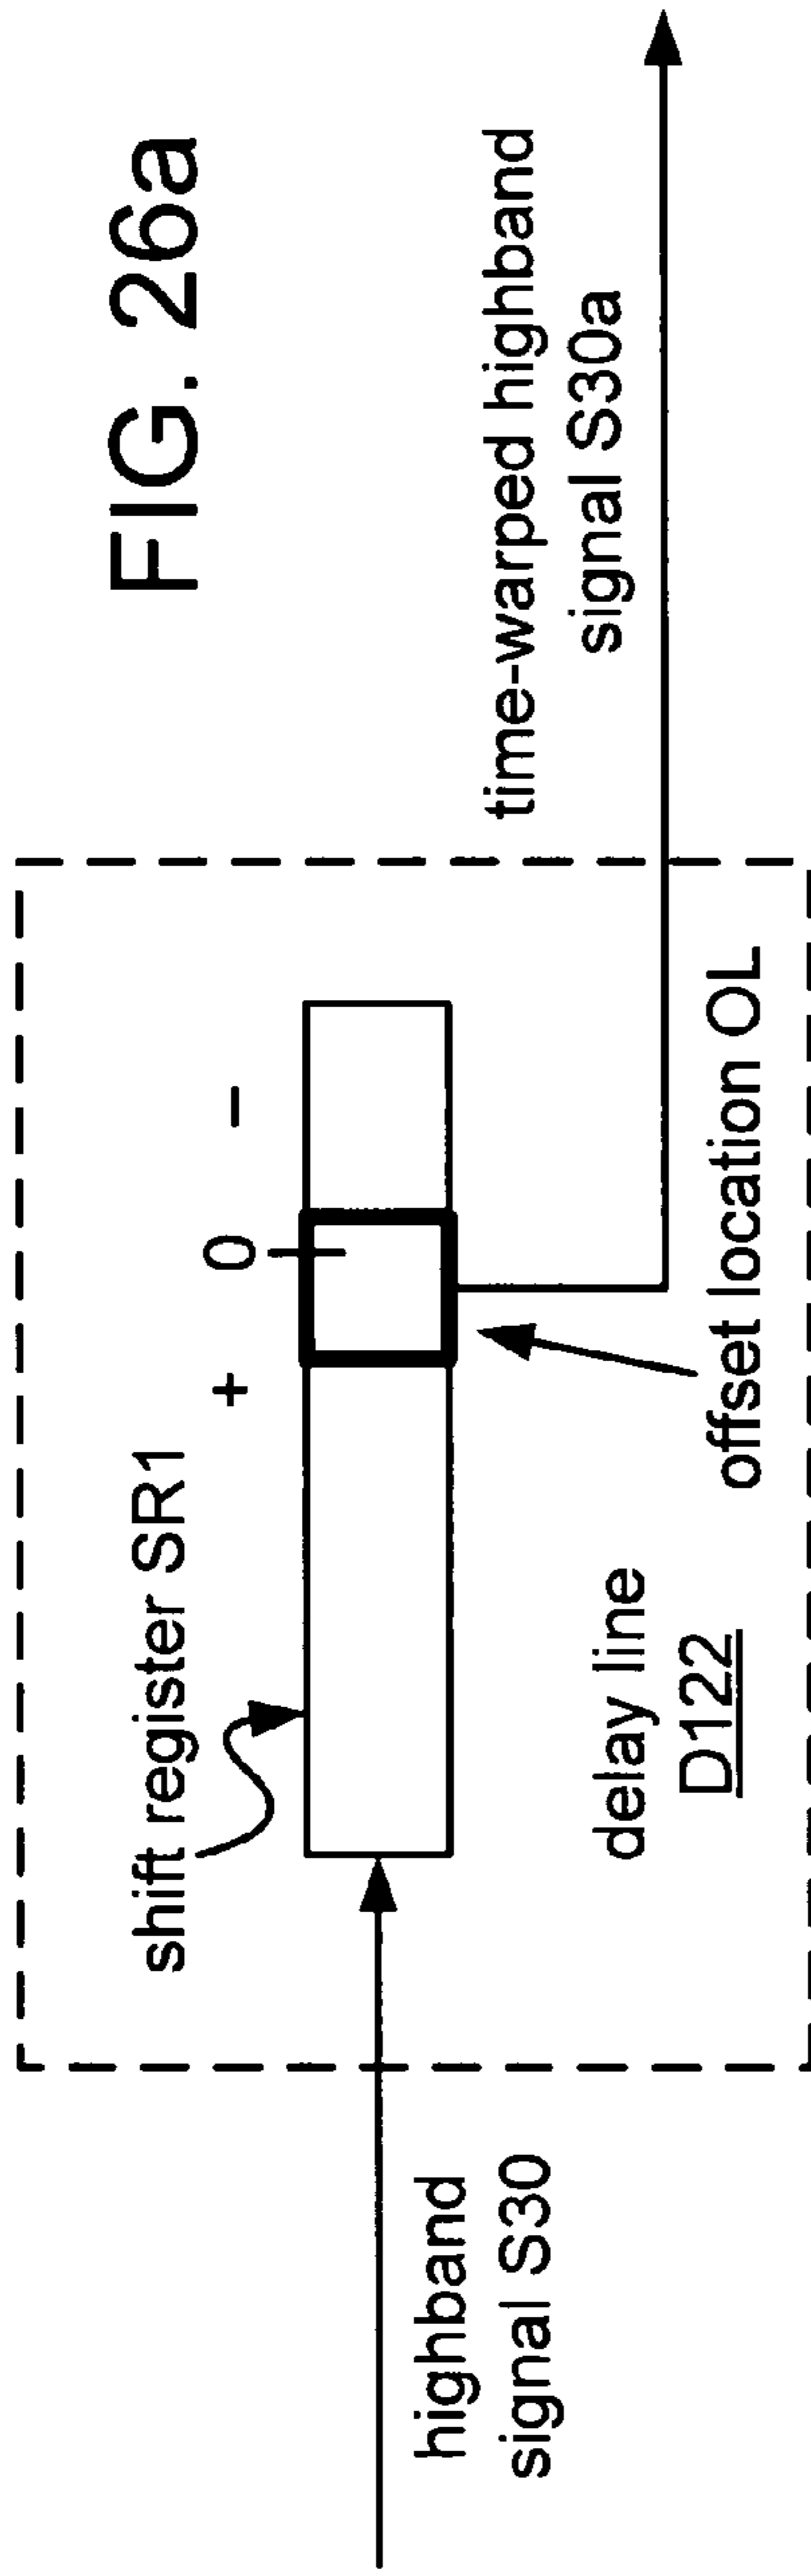 FIG. 26a
highband
signal S30
shift register SR1
+
0
–
delay line
D122
offset location OL
time-warped highband
signal S30a